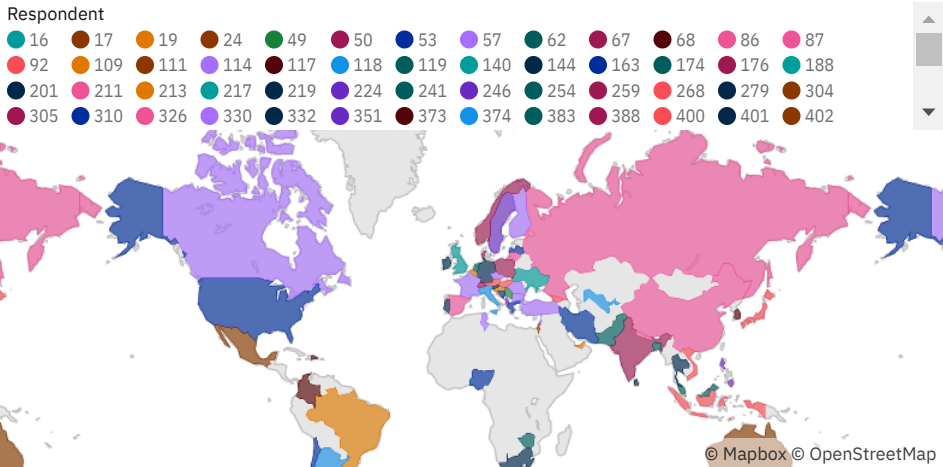 Respondent
16 17 19 24 49 50 53 57 62 67 68 86 87
92 109 111 114 117 118 119 140 144 163 174 176 188
201 211 213 217 219 224 241 246 254 259 268 279 304
305 310 326 330 332 351 373 374 383 388 400 401 402
© Mapbox © OpenStreetMap